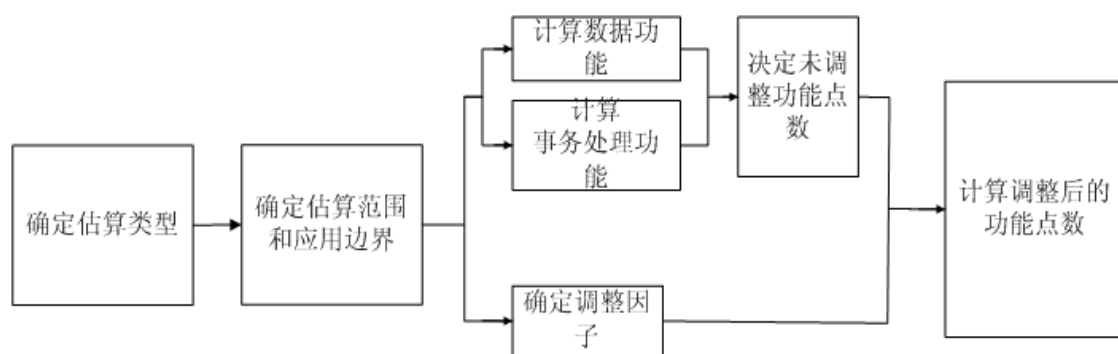 确定估算类型
确定估算范围
和应用边界
计算数据功
能
计算
事务处理功
能
决定未调
整功能点
数
确定调整因
子
计算调整后的
功能点数